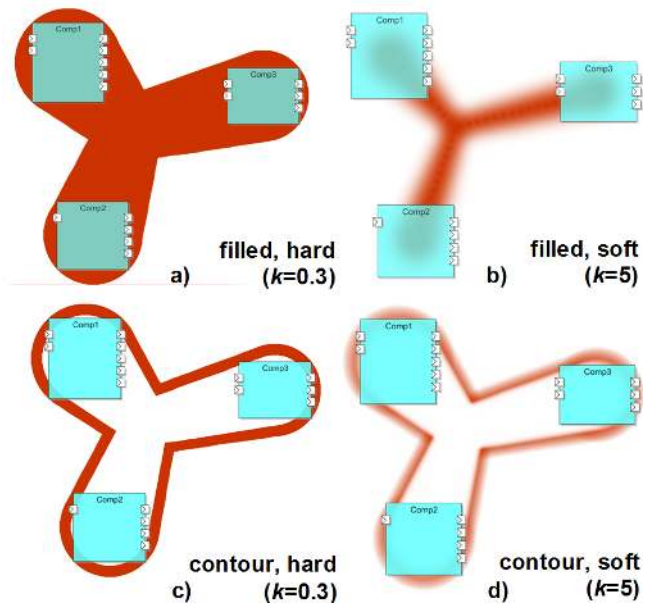 Comp1
Comp3
Comp2
filled, hard
a) (k=0.3)
Comp1
Comp3
Comp2
filled, soft
b) (k=5)
Comp1
Comp3
Comp2
contour, hard
c) (k=0.3)
Comp1
Comp3
Comp2
contour, soft
d) (k=5)